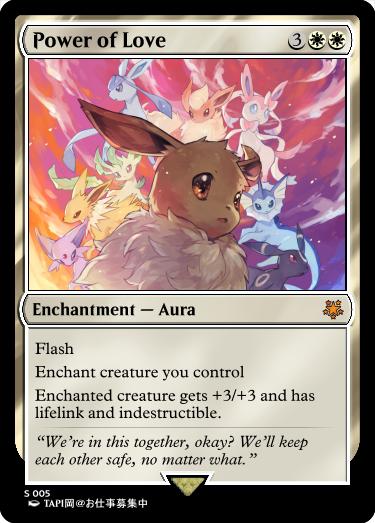 Power of Love 3
Enchantment — Aura
Flash
Enchant creature you control
Enchanted creature gets +3/+3 and has
lifelink and indestructible.
“We’re in this together, okay? We’ll keep
each other safe, no matter what.”
S 005
TAPI岡@お仕事募集中